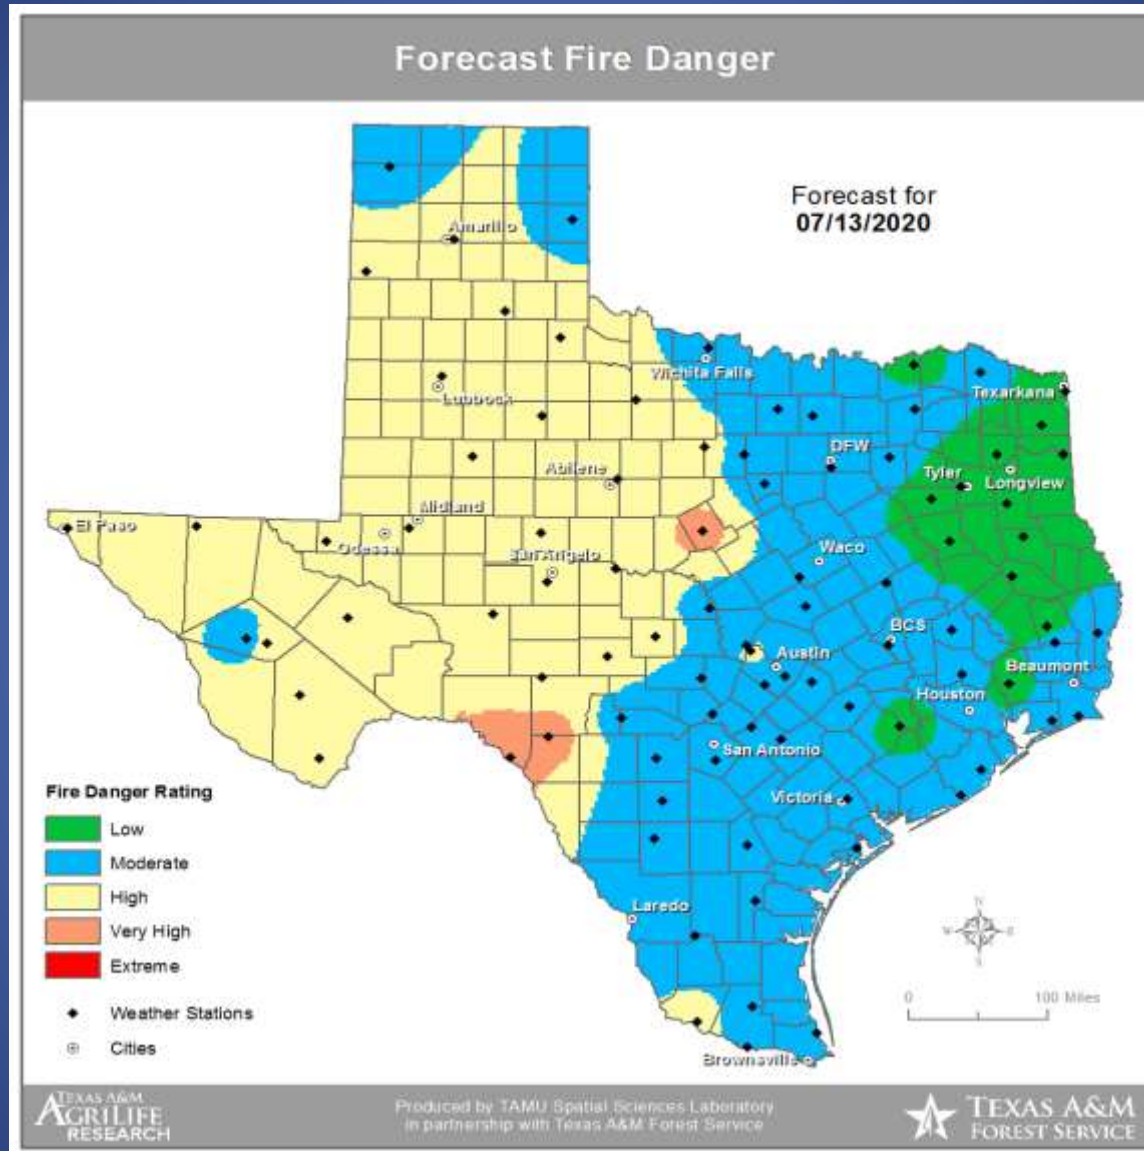 Forecast Fire Danger
Forecast for
07/13/2020
Amarillo
Wichita Falls
Texarkana
Lubbock
DFW
Abilene
Tyler
Longview
Midland
El Paso
Odessa
San Angelo
Waco
BCS
Austin
Beaumont
Houston
San Antonio
Victoria
Laredo
Brownsville
Fire Danger Rating
Low
Moderate
High
Very High
Extreme
Weather Stations
Cities
N
W
E
S
0 100 Miles
TEXAS A&M
AGRILIFE
RESEARCH
Produced by TAMU Spatial Sciences Laboratory
in partnership with Texas A&M Forest Service
TEXAS A&M
FOREST SERVICE